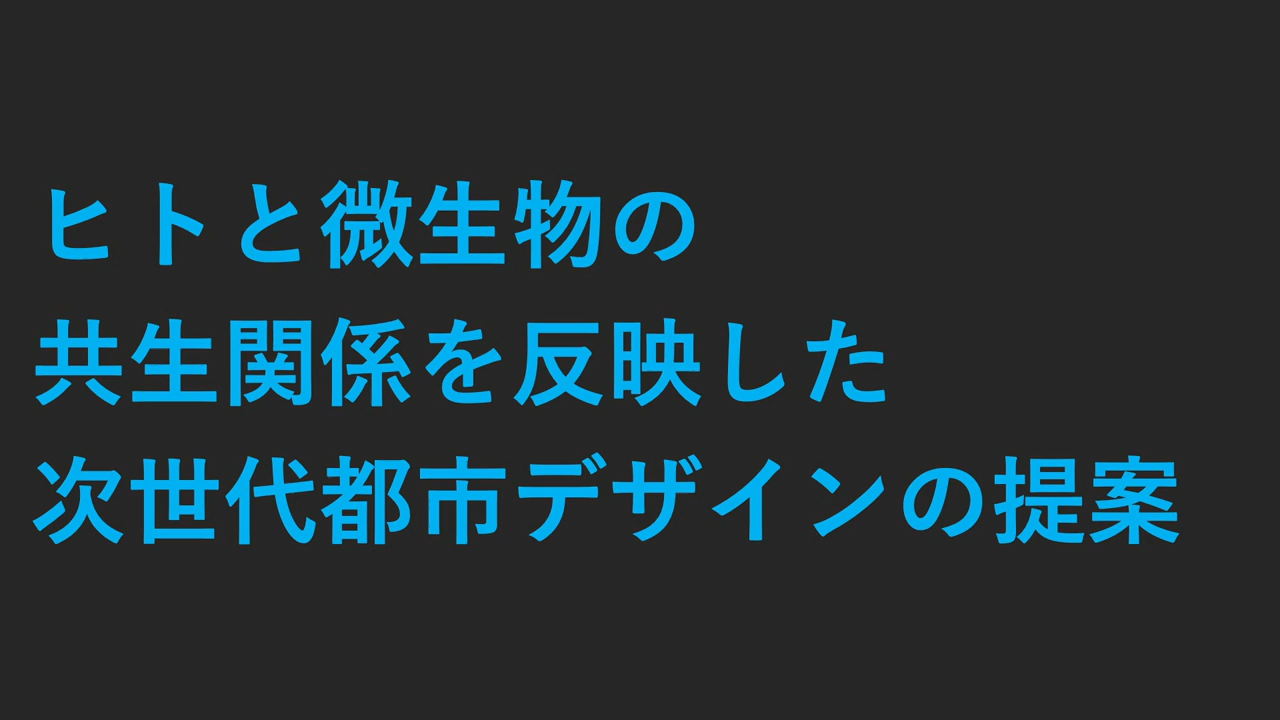 ヒトと微生物の
共生関係を反映した
次世代都市デザインの提案